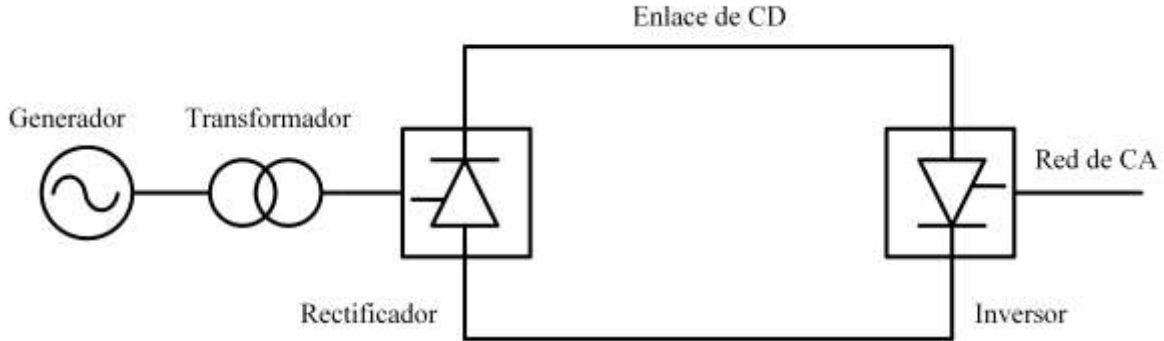 Enlace de CD
Generador
Transformador
Red de CA
Rectificador
Inversor